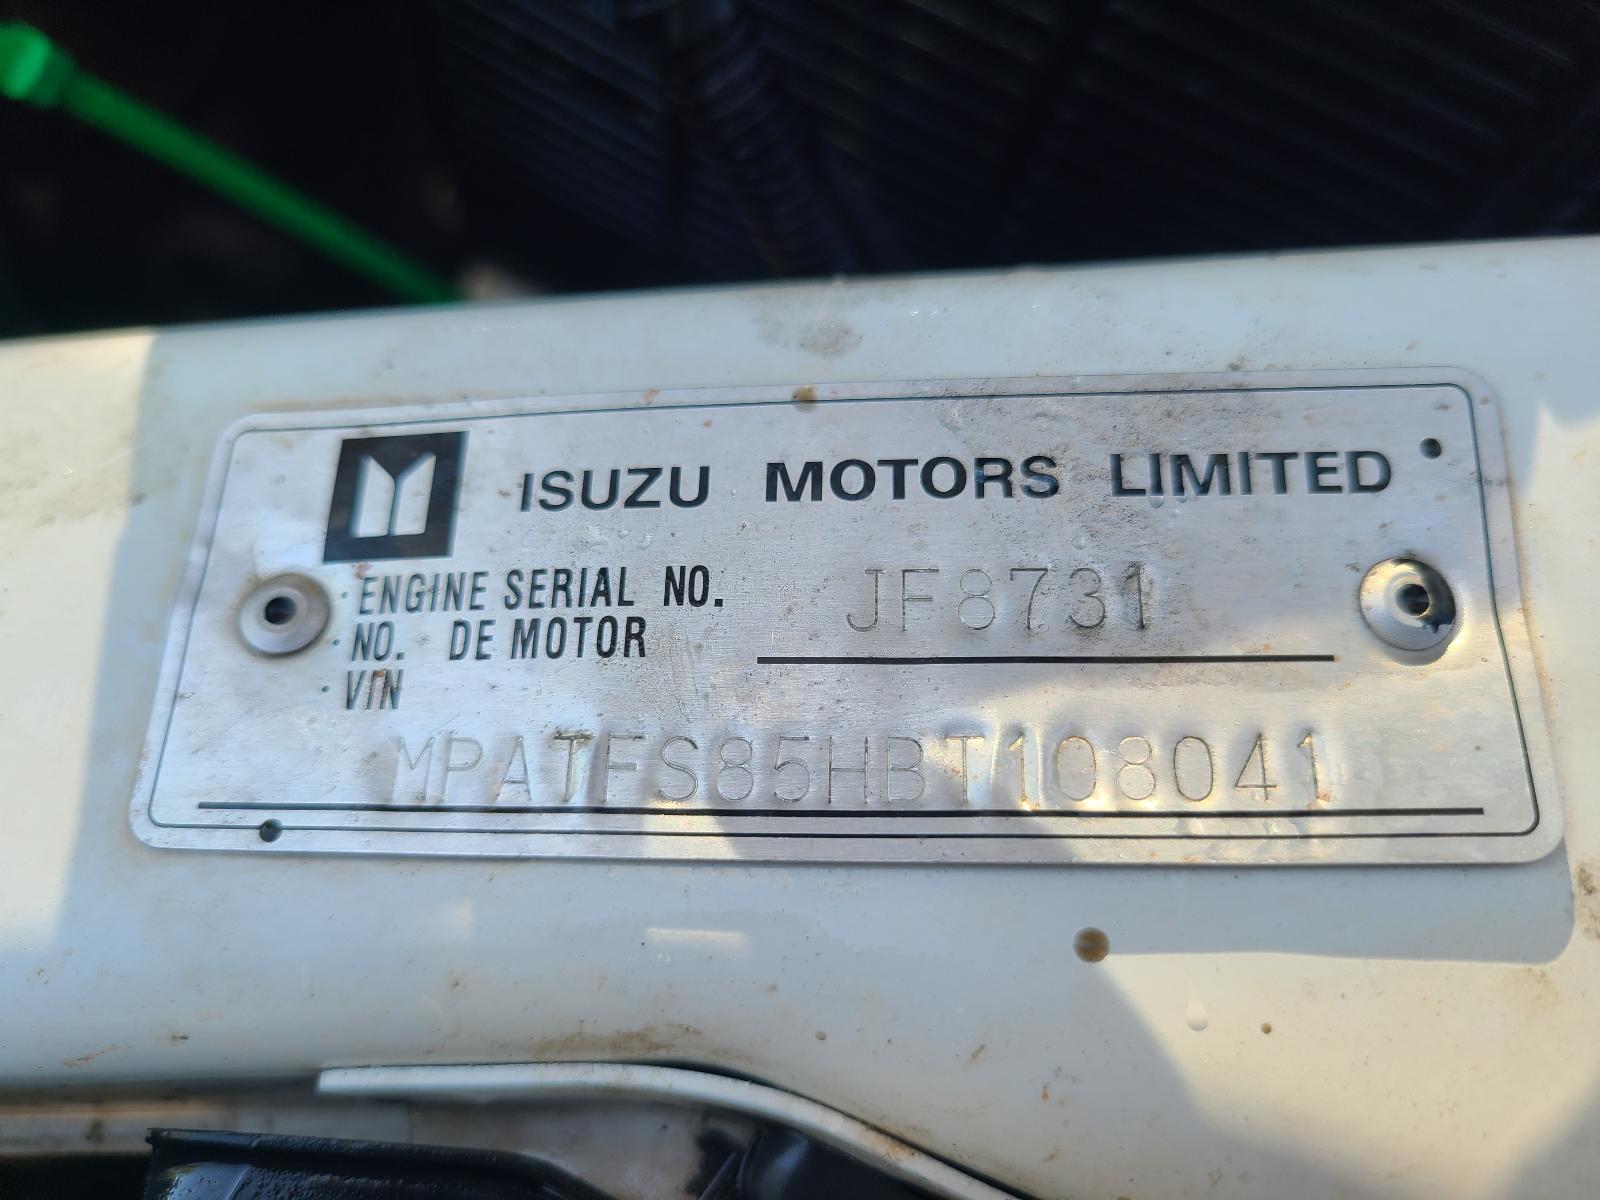 ISUZU MOTORS LIMITED
ENGINE SERIAL NO. JF8731
NO. DE MOTOR
VIN
MPATFS85HBT108041